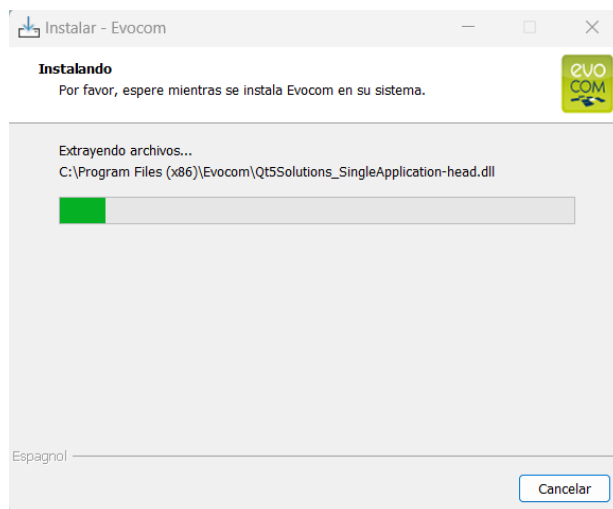 Instalar - Evocom
Instalando
Por favor, espere mientras se instala Evocom en su sistema.
evo
COM
Extrayendo archivos...
C:\Program Files (x86)\Evocom\Qt5Solutions_SingleApplication-head.dll
Espagnol
Cancelar